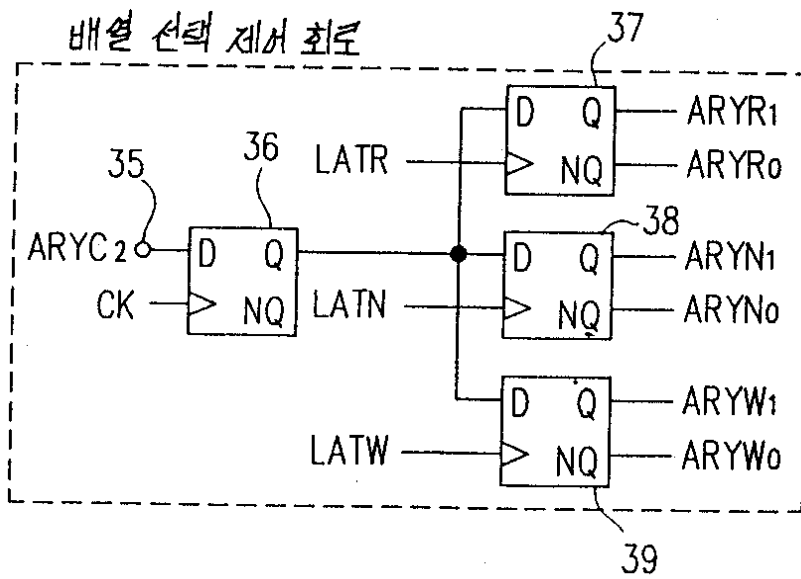 배열 선택 제어 회로
37
D Q ARYR1
LATR
NQ ARYR0
35
36
38
ARYC2 D Q
D Q ARYN1
CK NQ
LATN NQ ARYN0
D Q ARYW1
LATW NQ ARYW0
39